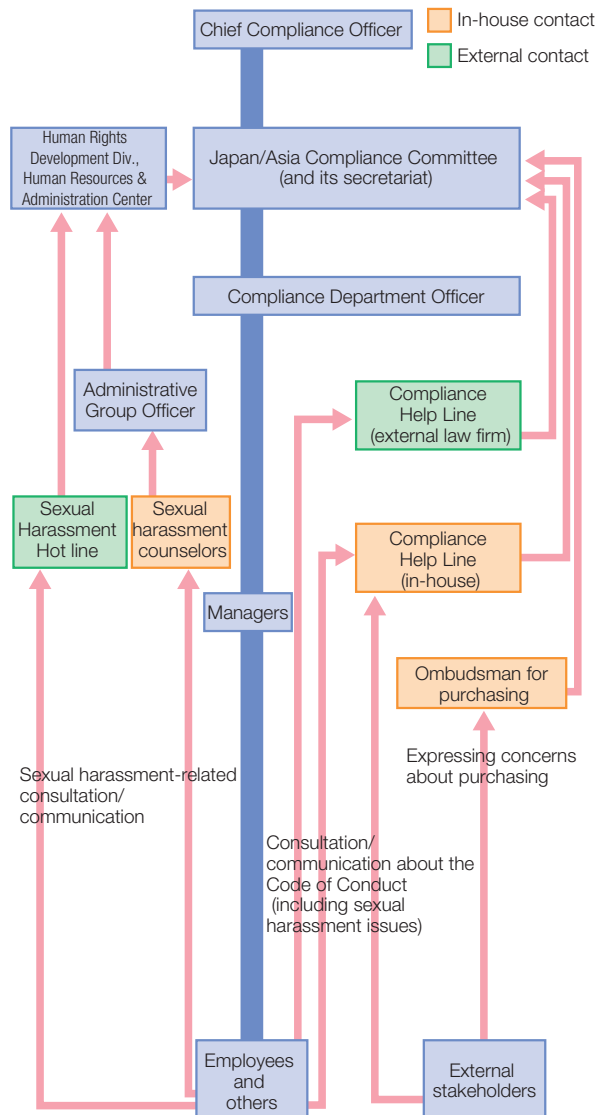 Chief Compliance Officer
In-house contact
External contact
Human Rights
Development Div.,
Human Resources &
Administration Center
Japan/Asia Compliance Committee
(and its secretariat)
Compliance Department Officer
Administrative
Group Officer
Compliance
Help Line
(external law firm)
Sexual
Harassment
Hot line
Sexual
harassment
counselors
Compliance
Help Line
(in-house)
Managers
Ombudsman for
purchasing
Sexual harassment-related
consultation/
communication
Expressing concerns
about purchasing
Consultation/
communication about the
Code of Conduct
(including sexual
harassment issues)
Employees
and
others
External
stakeholders